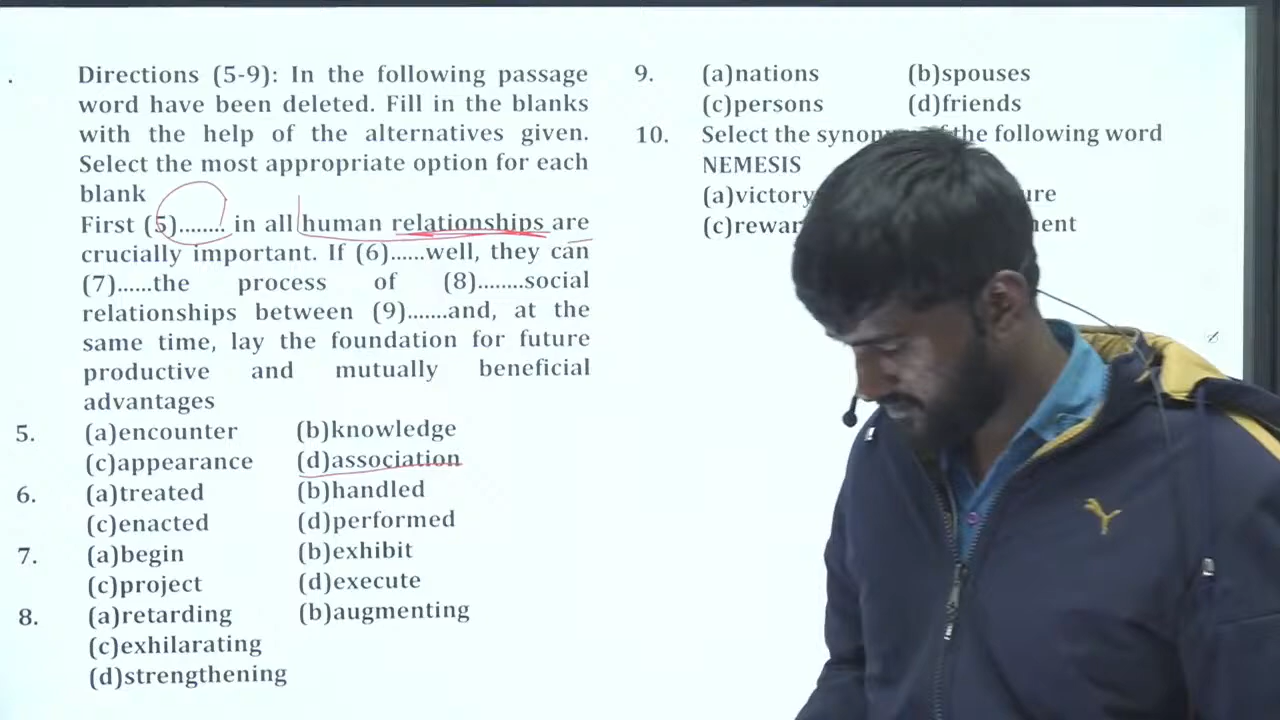 Directions (5-9): In the following passage
word have been deleted. Fill in the blanks
with the help of the alternatives given.
Select the most appropriate option for each
blank
First (5)........ in all human relationships are
crucially important. If (6)......well, they can
(7)......the process of (8)........social
relationships between (9).......and, at the
same time, lay the foundation for future
productive and mutually beneficial
advantages
5. (a)encounter (b)knowledge
(c)appearance (d)association
6. (a)treated (b)handled
(c)enacted (d)performed
7. (a)begin (b)exhibit
(c)project (d)execute
8. (a)retarding (b)augmenting
(c)exhilarating
(d)strengthening
9. (a)nations (b)spouses
(c)persons (d)friends
10. Select the the following word
NEMESIS
(a)victory